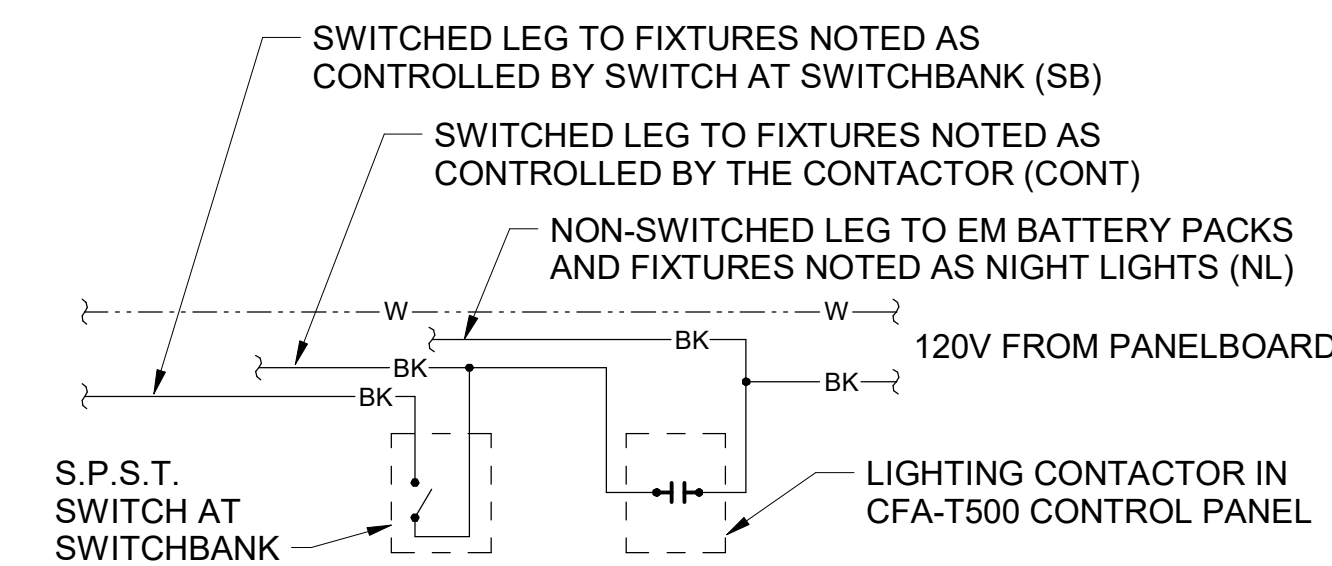 SWITCHED LEG TO FIXTURES NOTED AS
CONTROLLED BY SWITCH AT SWITCHBANK (SB)
SWITCHED LEG TO FIXTURES NOTED AS
CONTROLLED BY THE CONTACTOR (CONT)
NON-SWITCHED LEG TO EM BATTERY PACKS
AND FIXTURES NOTED AS NIGHT LIGHTS (NL)
W
W
BK
120V FROM PANELBOARD
BK
BK
BK
S.P.S.T.
SWITCH AT
SWITCHBANK
LIGHTING CONTACTOR IN
CFA-T500 CONTROL PANEL